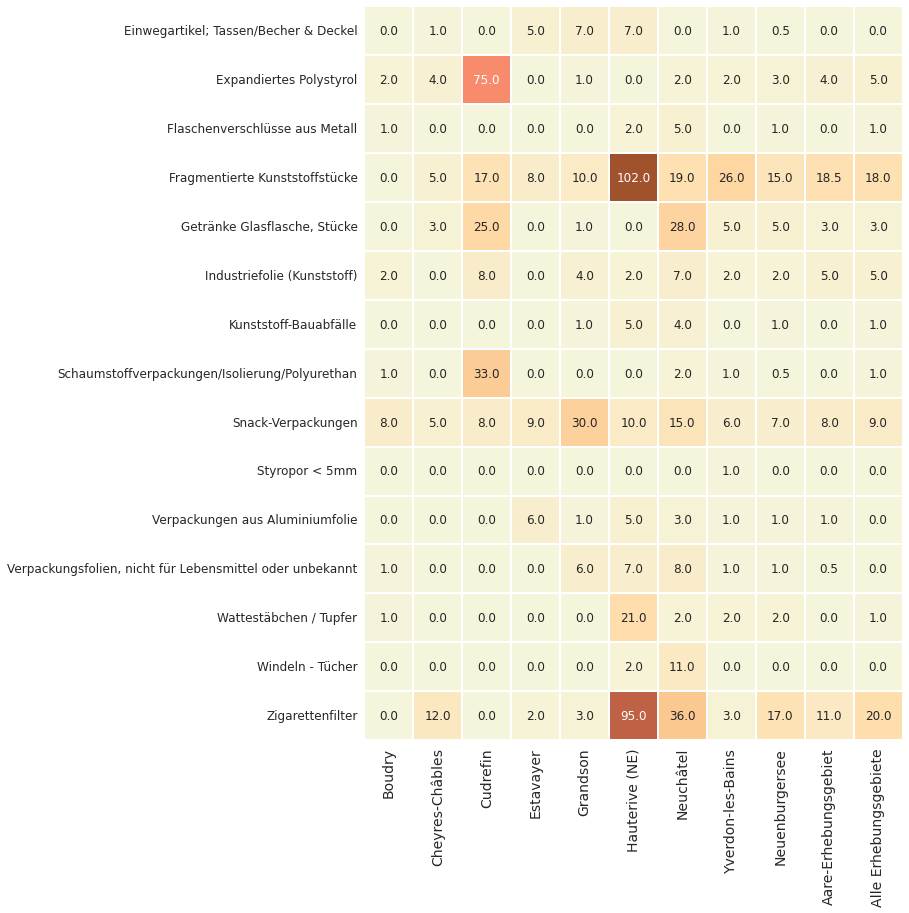 Einwegartikel; Tassen/Becher & Deckel 0.0 1.0 0.0 5.0 7.0 7.0 0.0 1.0 0.5 0.0 0.0
Expandiertes Polystyrol 2.0 4.0 75.0 0.0 1.0 0.0 2.0 2.0 3.0 4.0 5.0
Flaschenverschlüsse aus Metall 1.0 0.0 0.0 0.0 0.0 2.0 5.0 0.0 1.0 0.0 1.0
Fragmentierte Kunststoffstücke 0.0 5.0 17.0 8.0 10.0 102.0 19.0 26.0 15.0 18.5 18.0
Getränke Glasflasche, Stücke 0.0 3.0 25.0 0.0 1.0 0.0 28.0 5.0 5.0 3.0 3.0
Industriefolie (Kunststoff) 2.0 0.0 8.0 0.0 4.0 2.0 7.0 2.0 2.0 5.0 5.0
Kunststoff-Bauabfälle 0.0 0.0 0.0 0.0 1.0 5.0 4.0 0.0 1.0 0.0 1.0
Schaumstoffverpackungen/Isolierung/Polyurethan 1.0 0.0 33.0 0.0 0.0 0.0 2.0 1.0 0.5 0.0 1.0
Snack-Verpackungen 8.0 5.0 8.0 9.0 30.0 10.0 15.0 6.0 7.0 8.0 9.0
Styropor < 5mm 0.0 0.0 0.0 0.0 0.0 0.0 0.0 1.0 0.0 0.0 0.0
Verpackungen aus Aluminiumfolie 0.0 0.0 0.0 6.0 1.0 5.0 3.0 1.0 1.0 1.0 0.0
Verpackungsfolien, nicht für Lebensmittel oder unbekannt 1.0 0.0 0.0 0.0 6.0 7.0 8.0 1.0 1.0 0.5 0.0
Wattestäbchen / Tupfer 1.0 0.0 0.0 0.0 0.0 21.0 2.0 2.0 2.0 0.0 1.0
Windeln - Tücher 0.0 0.0 0.0 0.0 0.0 2.0 11.0 0.0 0.0 0.0 0.0
Zigarettenfilter 0.0 12.0 0.0 2.0 3.0 95.0 36.0 3.0 17.0 11.0 20.0
Boudry
Cheyres-Châbles
Cudrefin
Estavayer
Grandson
Hauterive (NE)
Neuchâtel
Yverdon-les-Bains
Neuenburgersee
Aare-Erhebungsgebiet
Alle Erhebungsgebiete